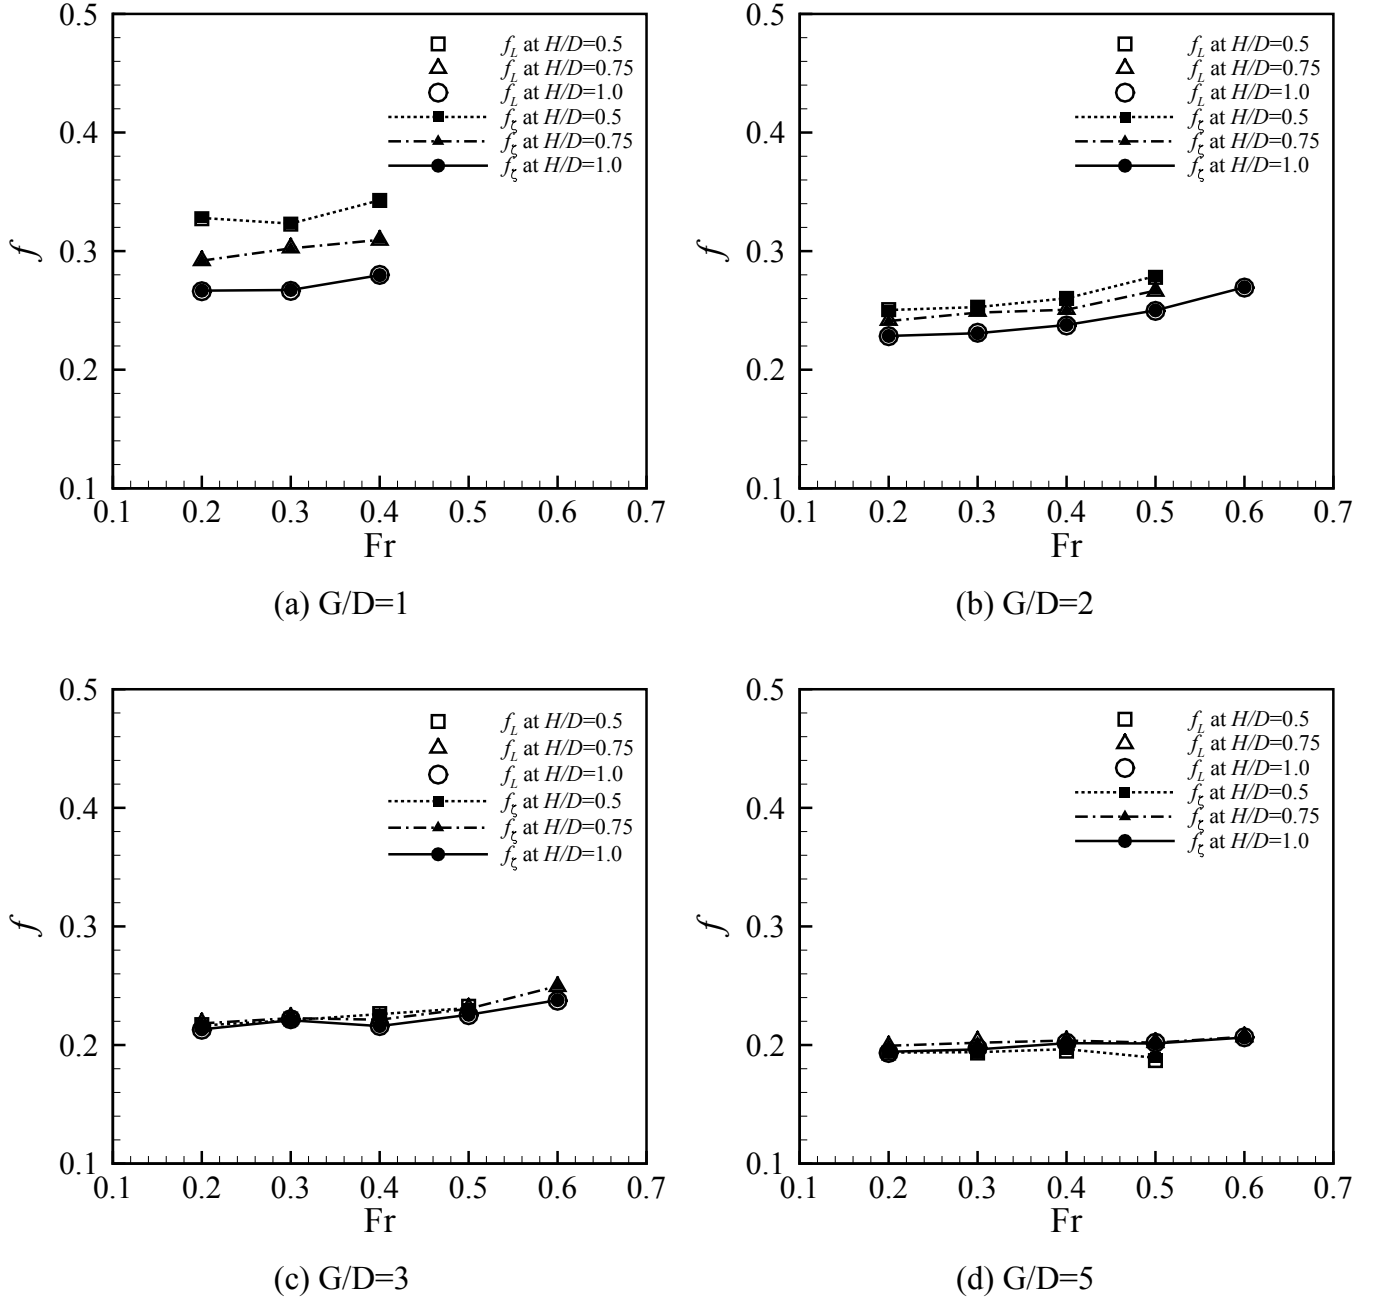 0.5
0.4
0.3
0.2
0.1
f
f_L at H/D=0.5
f_L at H/D=0.75
f_L at H/D=1.0
f_ζ at H/D=0.5
f_ζ at H/D=0.75
f_ζ at H/D=1.0
0.1 0.2 0.3 0.4 0.5 0.6 0.7
Fr
(a) G/D=1
0.5
0.4
0.3
0.2
0.1
f
f_L at H/D=0.5
f_L at H/D=0.75
f_L at H/D=1.0
f_ζ at H/D=0.5
f_ζ at H/D=0.75
f_ζ at H/D=1.0
0.1 0.2 0.3 0.4 0.5 0.6 0.7
Fr
(b) G/D=2
0.5
0.4
0.3
0.2
0.1
f
f_L at H/D=0.5
f_L at H/D=0.75
f_L at H/D=1.0
f_ζ at H/D=0.5
f_ζ at H/D=0.75
f_ζ at H/D=1.0
0.1 0.2 0.3 0.4 0.5 0.6 0.7
Fr
(c) G/D=3
0.5
0.4
0.3
0.2
0.1
f
f_L at H/D=0.5
f_L at H/D=0.75
f_L at H/D=1.0
f_ζ at H/D=0.5
f_ζ at H/D=0.75
f_ζ at H/D=1.0
0.1 0.2 0.3 0.4 0.5 0.6 0.7
Fr
(d) G/D=5